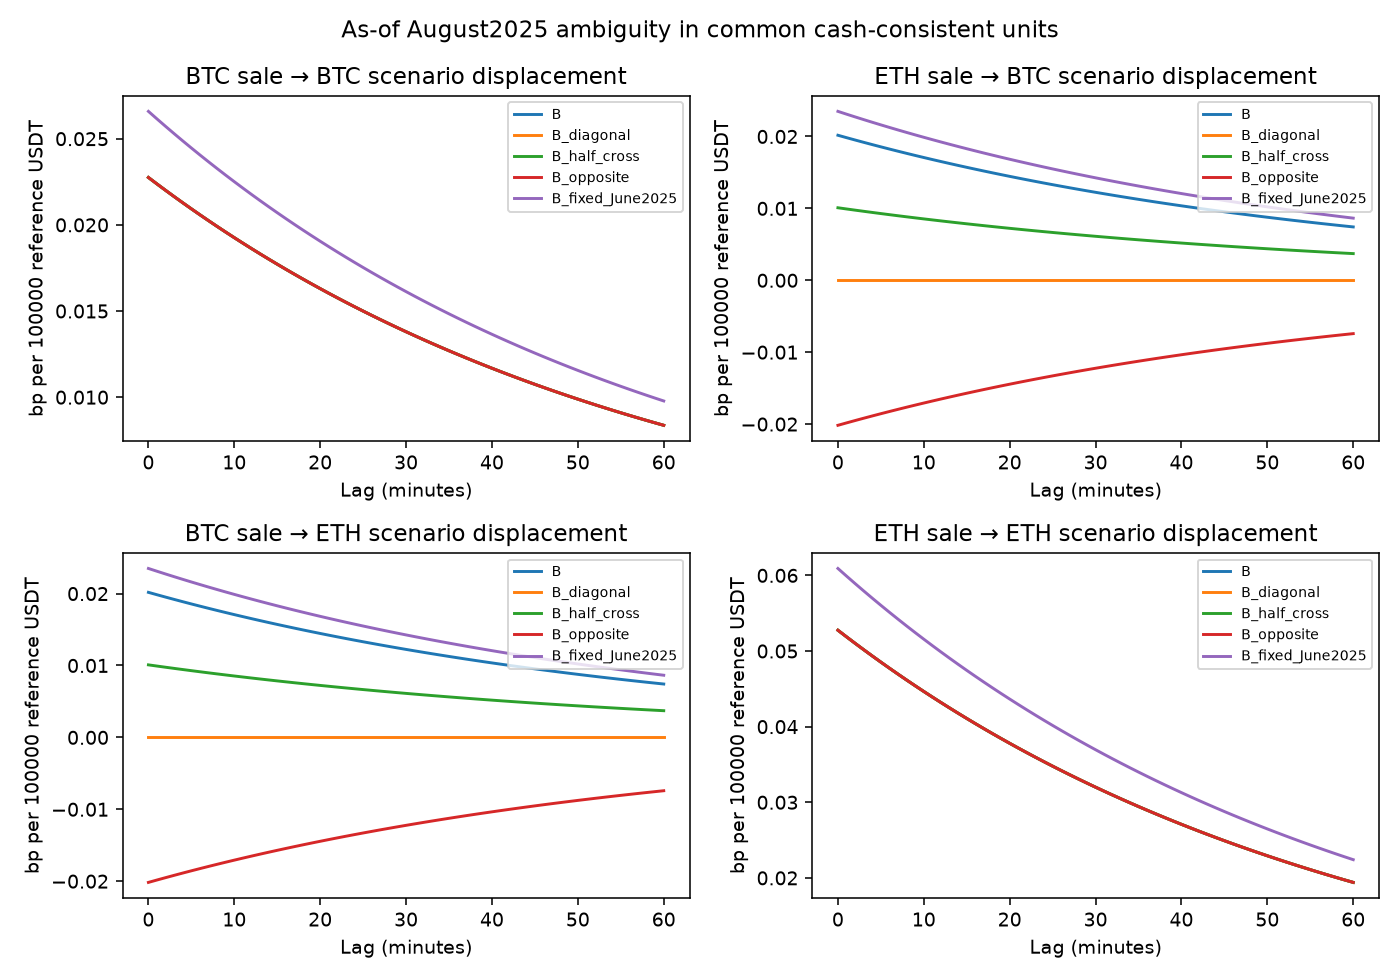 As-of August2025 ambiguity in common cash-consistent units
BTC sale → BTC scenario displacement
bp per 100000 reference USDT
0.025
0.020
0.015
0.010
B
B_diagonal
B_half_cross
B_opposite
B_fixed_June2025
0 10 20 30 40 50 60
Lag (minutes)
ETH sale → BTC scenario displacement
bp per 100000 reference USDT
0.02
0.01
0.00
−0.01
−0.02
B
B_diagonal
B_half_cross
B_opposite
B_fixed_June2025
0 10 20 30 40 50 60
Lag (minutes)
BTC sale → ETH scenario displacement
bp per 100000 reference USDT
0.02
0.01
0.00
−0.01
−0.02
B
B_diagonal
B_half_cross
B_opposite
B_fixed_June2025
0 10 20 30 40 50 60
Lag (minutes)
ETH sale → ETH scenario displacement
bp per 100000 reference USDT
0.06
0.05
0.04
0.03
0.02
B
B_diagonal
B_half_cross
B_opposite
B_fixed_June2025
0 10 20 30 40 50 60
Lag (minutes)